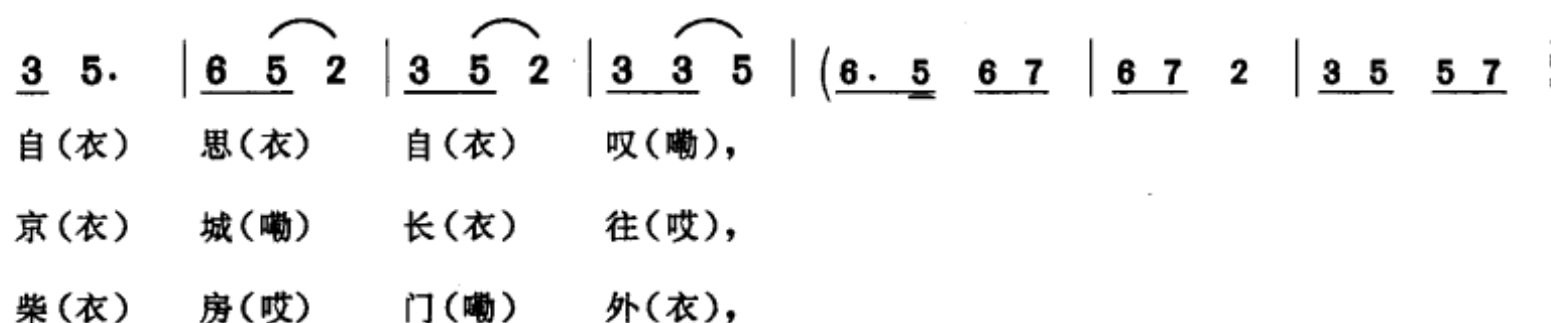 3 5. | 6 5 2 | 3 5 2 | 3 3 5 | (6. 5 6 7 | 6 7 2 | 3 5 5 7
自(衣) 思(衣) 自(衣) 叹(嘞),
京(衣) 城(嘞) 长(衣) 往(哎),
柴(衣) 房(哎) 门(嘞) 外(衣),